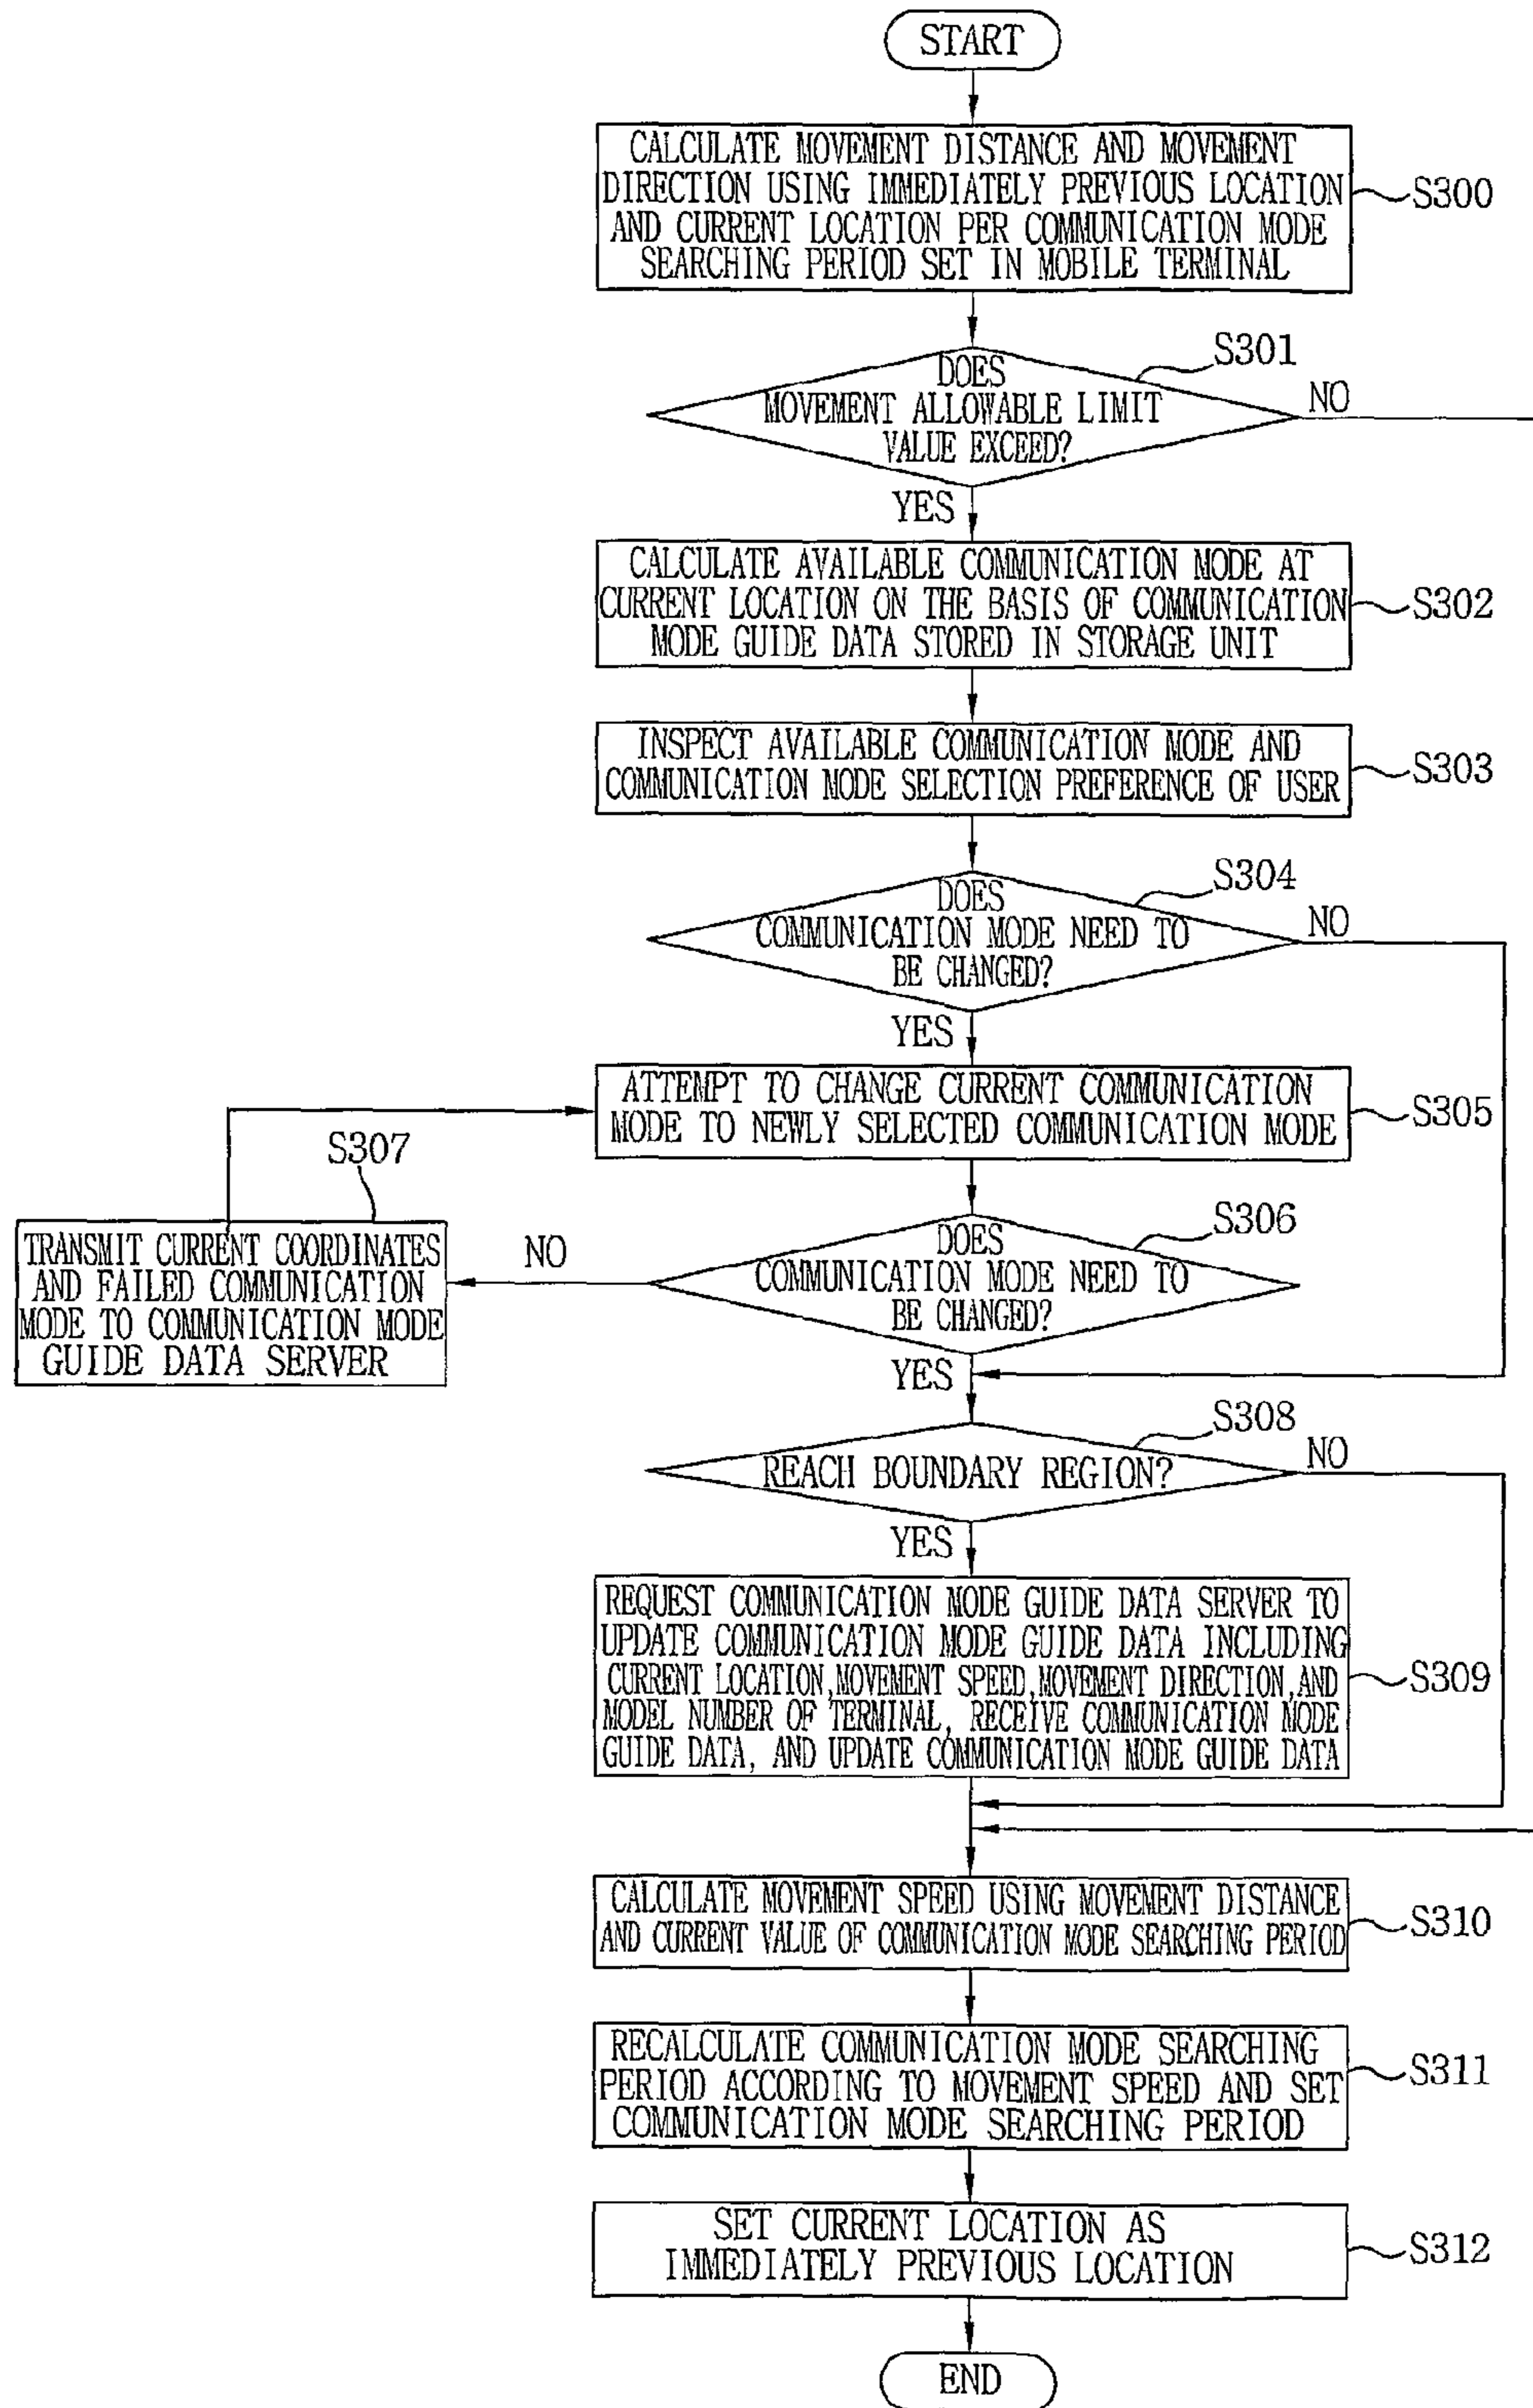 START
CALCULATE MOVEMENT DISTANCE AND MOVEMENT
DIRECTION USING IMMEDIATELY PREVIOUS LOCATION
AND CURRENT LOCATION PER COMMUNICATION MODE
SEARCHING PERIOD SET IN MOBILE TERMINAL
S300
S301
DOES
MOVEMENT ALLOWABLE LIMIT
VALUE EXCEED?
NO
YES
CALCULATE AVAILABLE COMMUNICATION MODE AT
CURRENT LOCATION ON THE BASIS OF COMMUNICATION
MODE GUIDE DATA STORED IN STORAGE UNIT
S302
INSPECT AVAILABLE COMMUNICATION MODE AND
COMMUNICATION MODE SELECTION PREFERENCE OF USER
S303
S304
DOES
COMMUNICATION MODE NEED TO
BE CHANGED?
NO
YES
ATTEMPT TO CHANGE CURRENT COMMUNICATION
MODE TO NEWLY SELECTED COMMUNICATION MODE
S305
S307
TRANSMIT CURRENT COORDINATES
AND FAILED COMMUNICATION
MODE TO COMMUNICATION MODE
GUIDE DATA SERVER
NO
S306
DOES
COMMUNICATION MODE NEED TO
BE CHANGED?
YES
S308
REACH BOUNDARY REGION?
NO
YES
REQUEST COMMUNICATION MODE GUIDE DATA SERVER TO
UPDATE COMMUNICATION MODE GUIDE DATA INCLUDING
CURRENT LOCATION,MOVEMENT SPEED,MOVEMENT DIRECTION,AND
MODEL NUMBER OF TERMINAL, RECEIVE COMMUNICATION MODE
GUIDE DATA, AND UPDATE COMMUNICATION MODE GUIDE DATA
S309
CALCULATE MOVEMENT SPEED USING MOVEMENT DISTANCE
AND CURRENT VALUE OF COMMUNICATION MODE SEARCHING PERIOD
S310
RECALCULATE COMMUNICATION MODE SEARCHING
PERIOD ACCORDING TO MOVEMENT SPEED AND SET
COMMUNICATION MODE SEARCHING PERIOD
S311
SET CURRENT LOCATION AS
IMMEDIATELY PREVIOUS LOCATION
S312
END